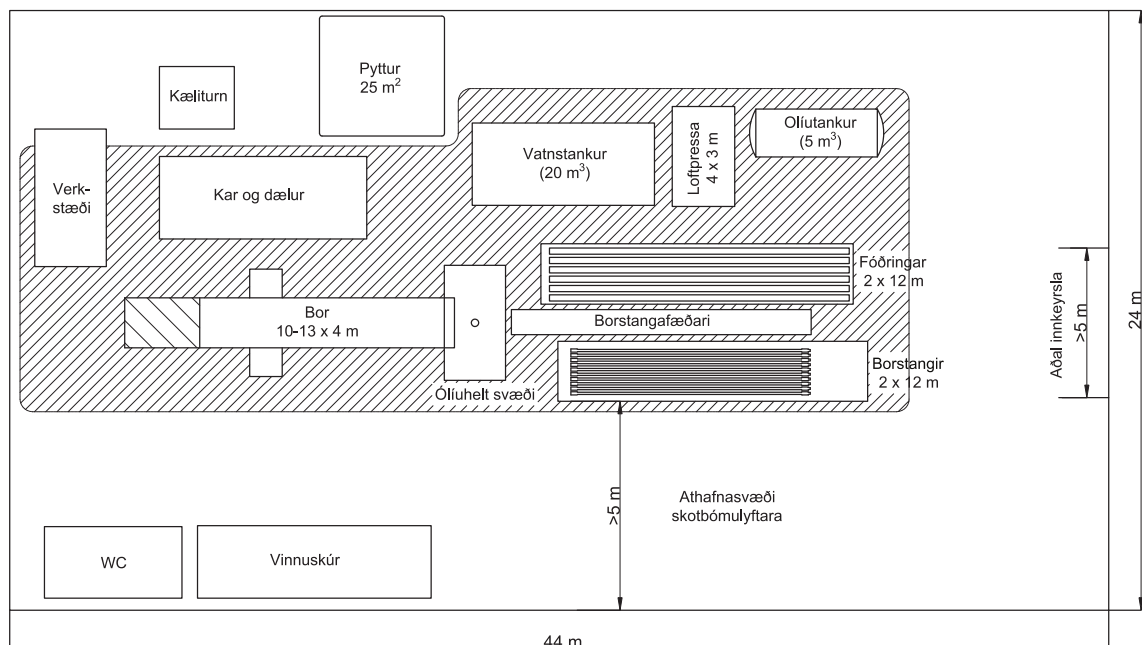 Pyttur
25 m²
Kæliturn
Olíutankur
(5 m³)
Vatnstankur
(20 m³)
Loftpressa
4 x 3 m
Verk-
stæði
Kar og dælur
Fóðringar
2 x 12 m
Bor
10-13 x 4 m
Borstangafæðari
Borstangir
2 x 12 m
Ólíuhelt svæði
Aðal innkeyrsla
>5 m
24 m
>5 m
Athafnasvæði
skotbómulyftara
WC
Vinnuskúr
44 m